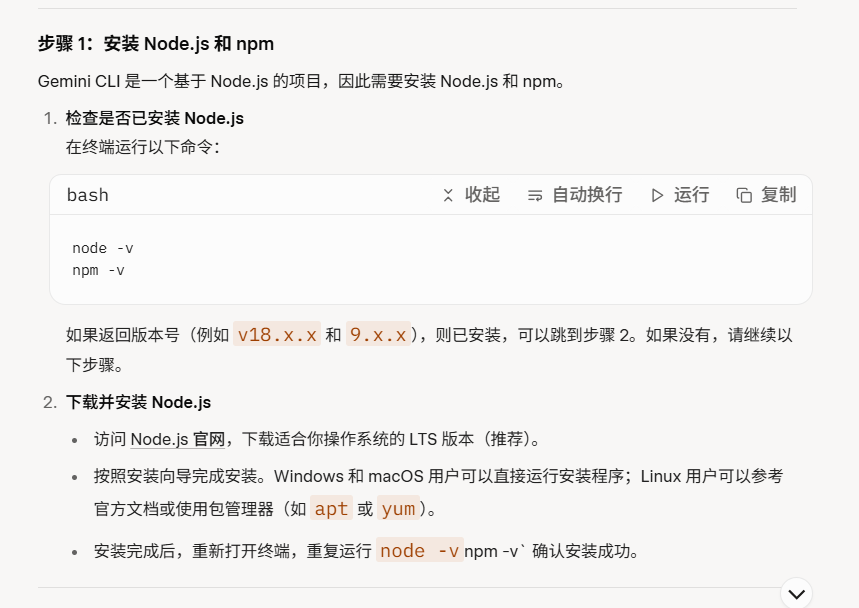 步骤 1：安装 Node.js 和 npm
Gemini CLI 是一个基于 Node.js 的项目，因此需要安装 Node.js 和 npm。
1. 检查是否已安装 Node.js
在终端运行以下命令：
bash 收起 自动换行 运行 复制
node -v
npm -v
如果返回版本号（例如 v18.x.x 和 9.x.x），则已安装，可以跳到步骤 2。如果没有，请继续以
下步骤。
2. 下载并安装 Node.js
• 访问 Node.js 官网，下载适合你操作系统的 LTS 版本（推荐）。
• 按照安装向导完成安装。Windows 和 macOS 用户可以直接运行安装程序；Linux 用户可以参考
官方文档或使用包管理器（如 apt 或 yum）。
• 安装完成后，重新打开终端，重复运行 node -v npm -v` 确认安装成功。